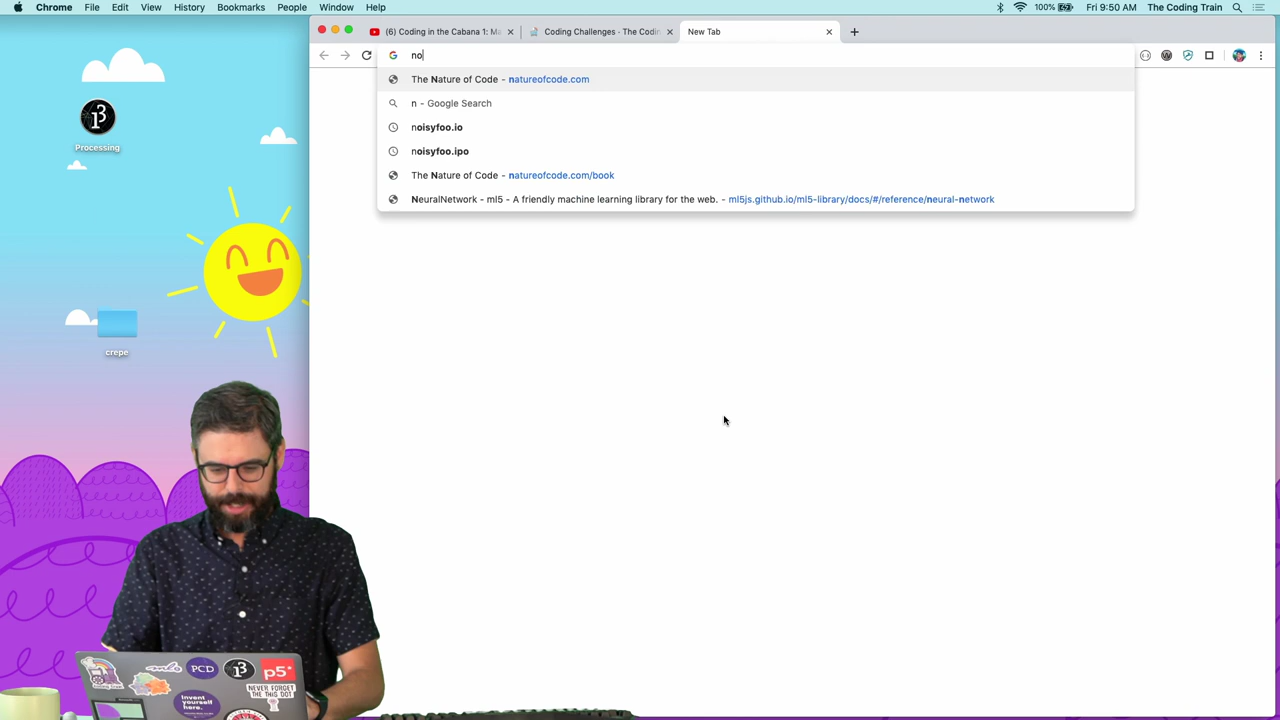 Chrome File Edit View History Bookmarks People Window Help 100% Fri 9:50 AM The Coding Train
(6) Coding in the Cabana 1: Ma
Coding Challenges - The Codin
New Tab
no
The Nature of Code - natureofcode.com
n - Google Search
noisyfoo.io
noisyfoo.ipo
The Nature of Code - natureofcode.com/book
NeuralNetwork - ml5 - A friendly machine learning library for the web. - ml5js.github.io/ml5-library/docs/#/reference/neural-network
Processing
crepe
PCD
p5*
NEVER FORGET
THE THIS DOT
Invent
yourself
here.